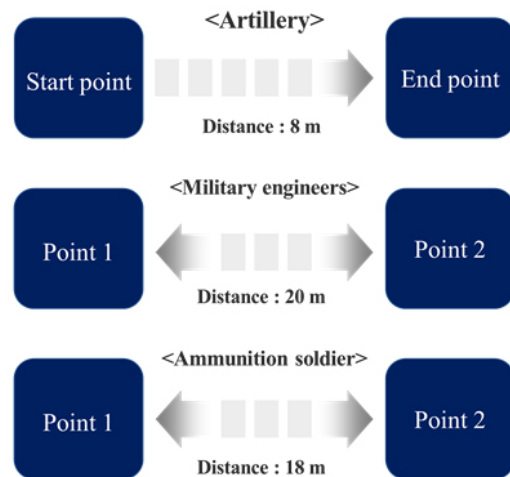 <Artillery>
Start point
End point
Distance : 8 m
<Military engineers>
Point 1
Point 2
Distance : 20 m
<Ammunition soldier>
Point 1
Point 2
Distance : 18 m